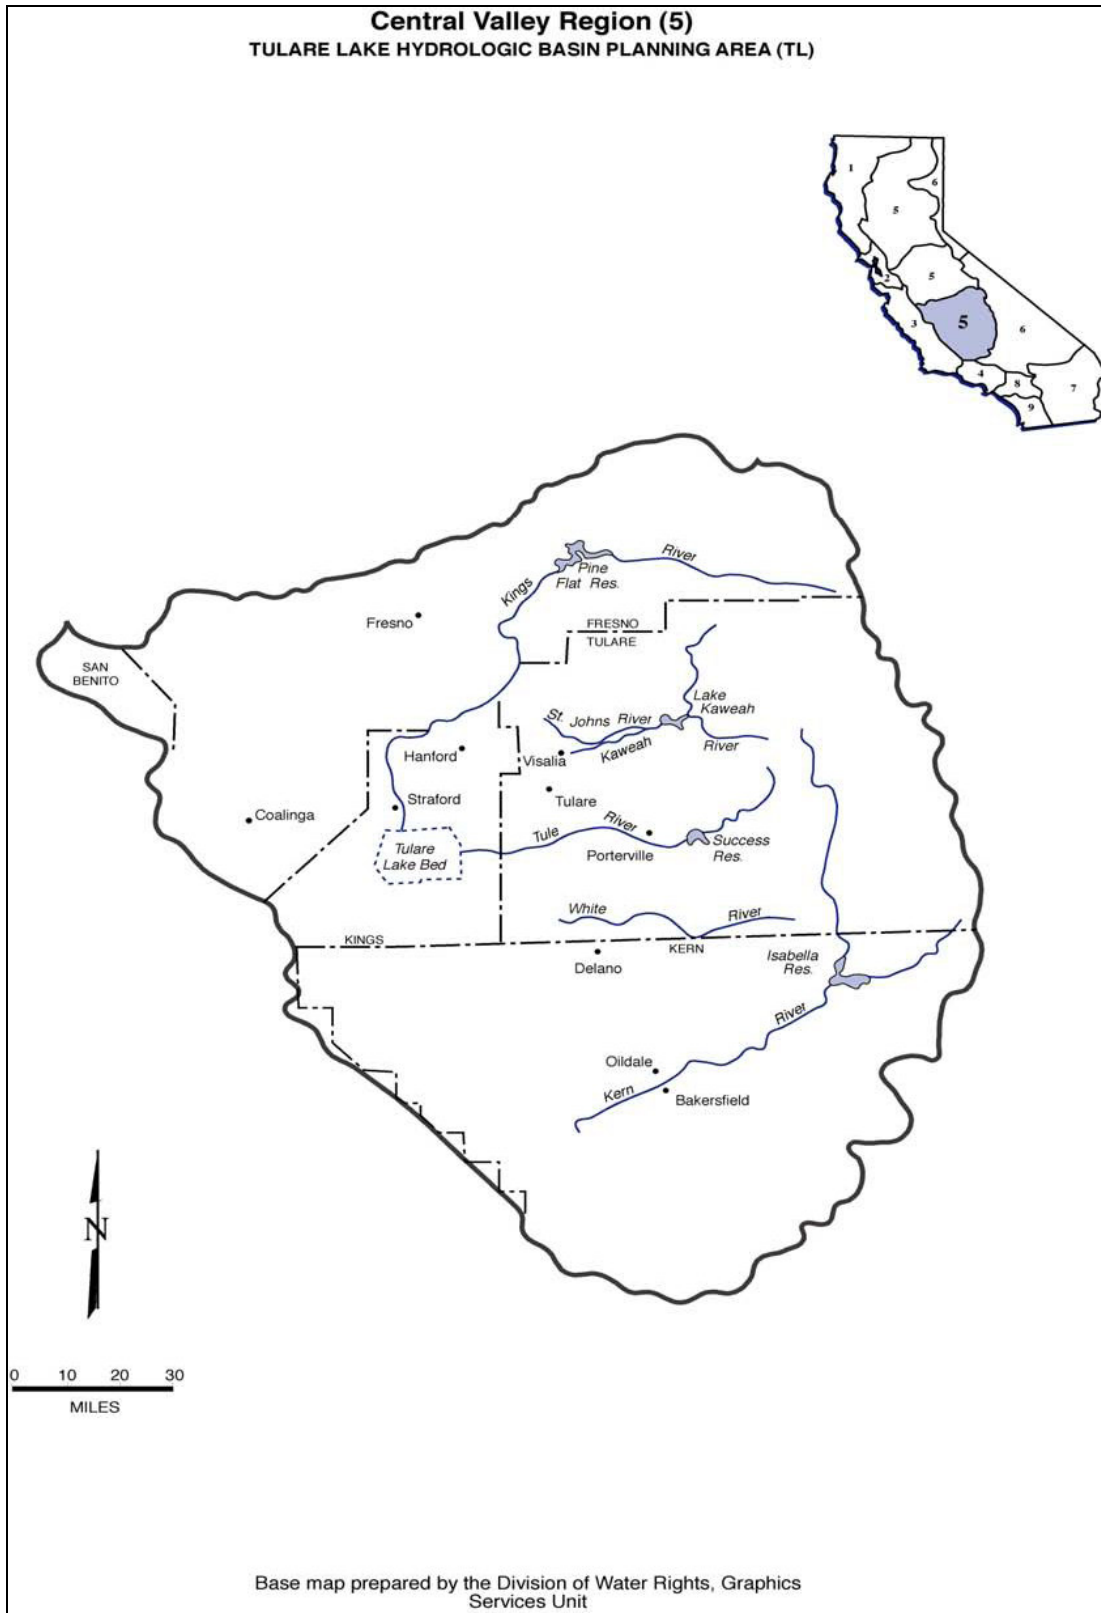 Central Valley Region (5)
TULARE LAKE HYDROLOGIC BASIN PLANNING AREA (TL)
1
6
5
5
2
3
5
6
4
8
7
9
River
Pine
Flat Res.
Kings
Fresno
FRESNO
TULARE
SAN
BENITO
Lake
Kaweah
St. Johns River
Hanford
Visalia
Kaweah
River
Straford
Tulare
Coalinga
Tulare
Lake Bed
Tule
River
Porterville
Success
Res.
White
River
KINGS
KERN
Isabella
Res.
Delano
River
Oildale
Kern
Bakersfield
N
0 10 20 30
MILES
Base map prepared by the Division of Water Rights, Graphics
Services Unit